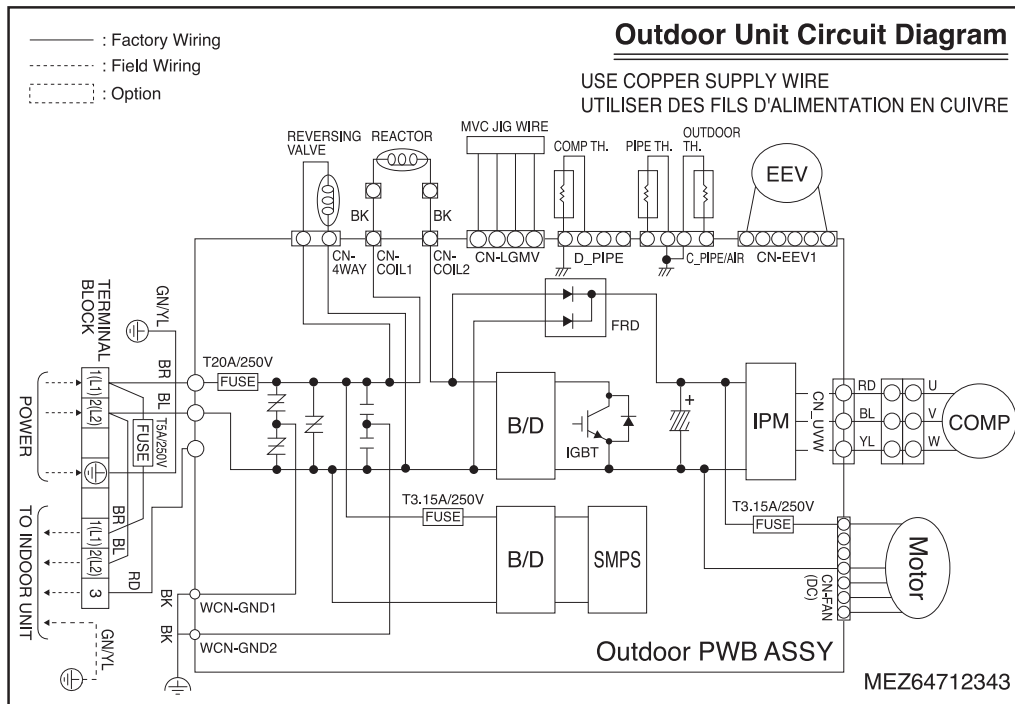 Outdoor Unit Circuit Diagram
: Factory Wiring
: Field Wiring
: Option
USE COPPER SUPPLY WIRE
UTILISER DES FILS D'ALIMENTATION EN CUIVRE
REVERSING
VALVE
REACTOR
MVC JIG WIRE
COMP TH.
PIPE TH.
OUTDOOR
TH.
EEV
BK
BK
CN-
4WAY
CN-
COIL1
CN-
COIL2
CN-LGMV
D_PIPE
C_PIPE/AIR
CN-EEV1
FRD
TERMINAL
BLOCK
GN/YL
POWER
1(L1)
2(L2)
BR
BL
FUSE
T5A/250V
T20A/250V
FUSE
B/D
IGBT
+
IPM
CN_UVW
RD
BL
YL
U
V
W
COMP
T3.15A/250V
FUSE
B/D
SMPS
T3.15A/250V
FUSE
CN-FAN
(DC)
Motor
TO INDOOR UNIT
1(L1)
2(L2)
3
BR
BL
RD
GN/YL
BK
BK
WCN-GND1
WCN-GND2
Outdoor PWB ASSY
MEZ64712343